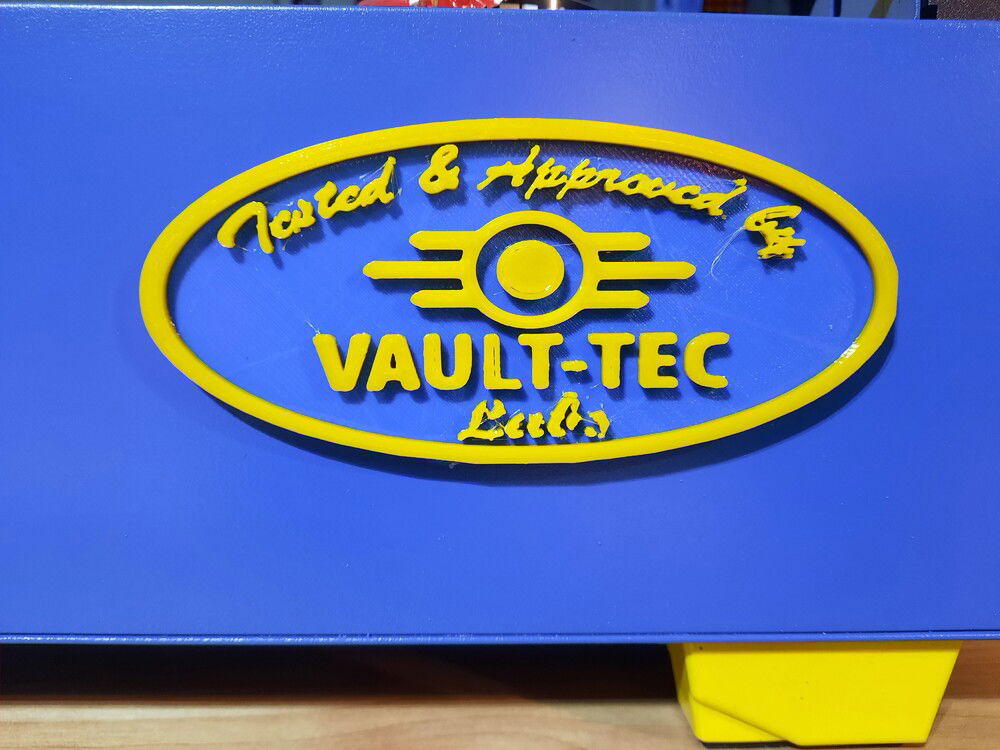 Tested & Approved by
VAULT-TEC
Labs